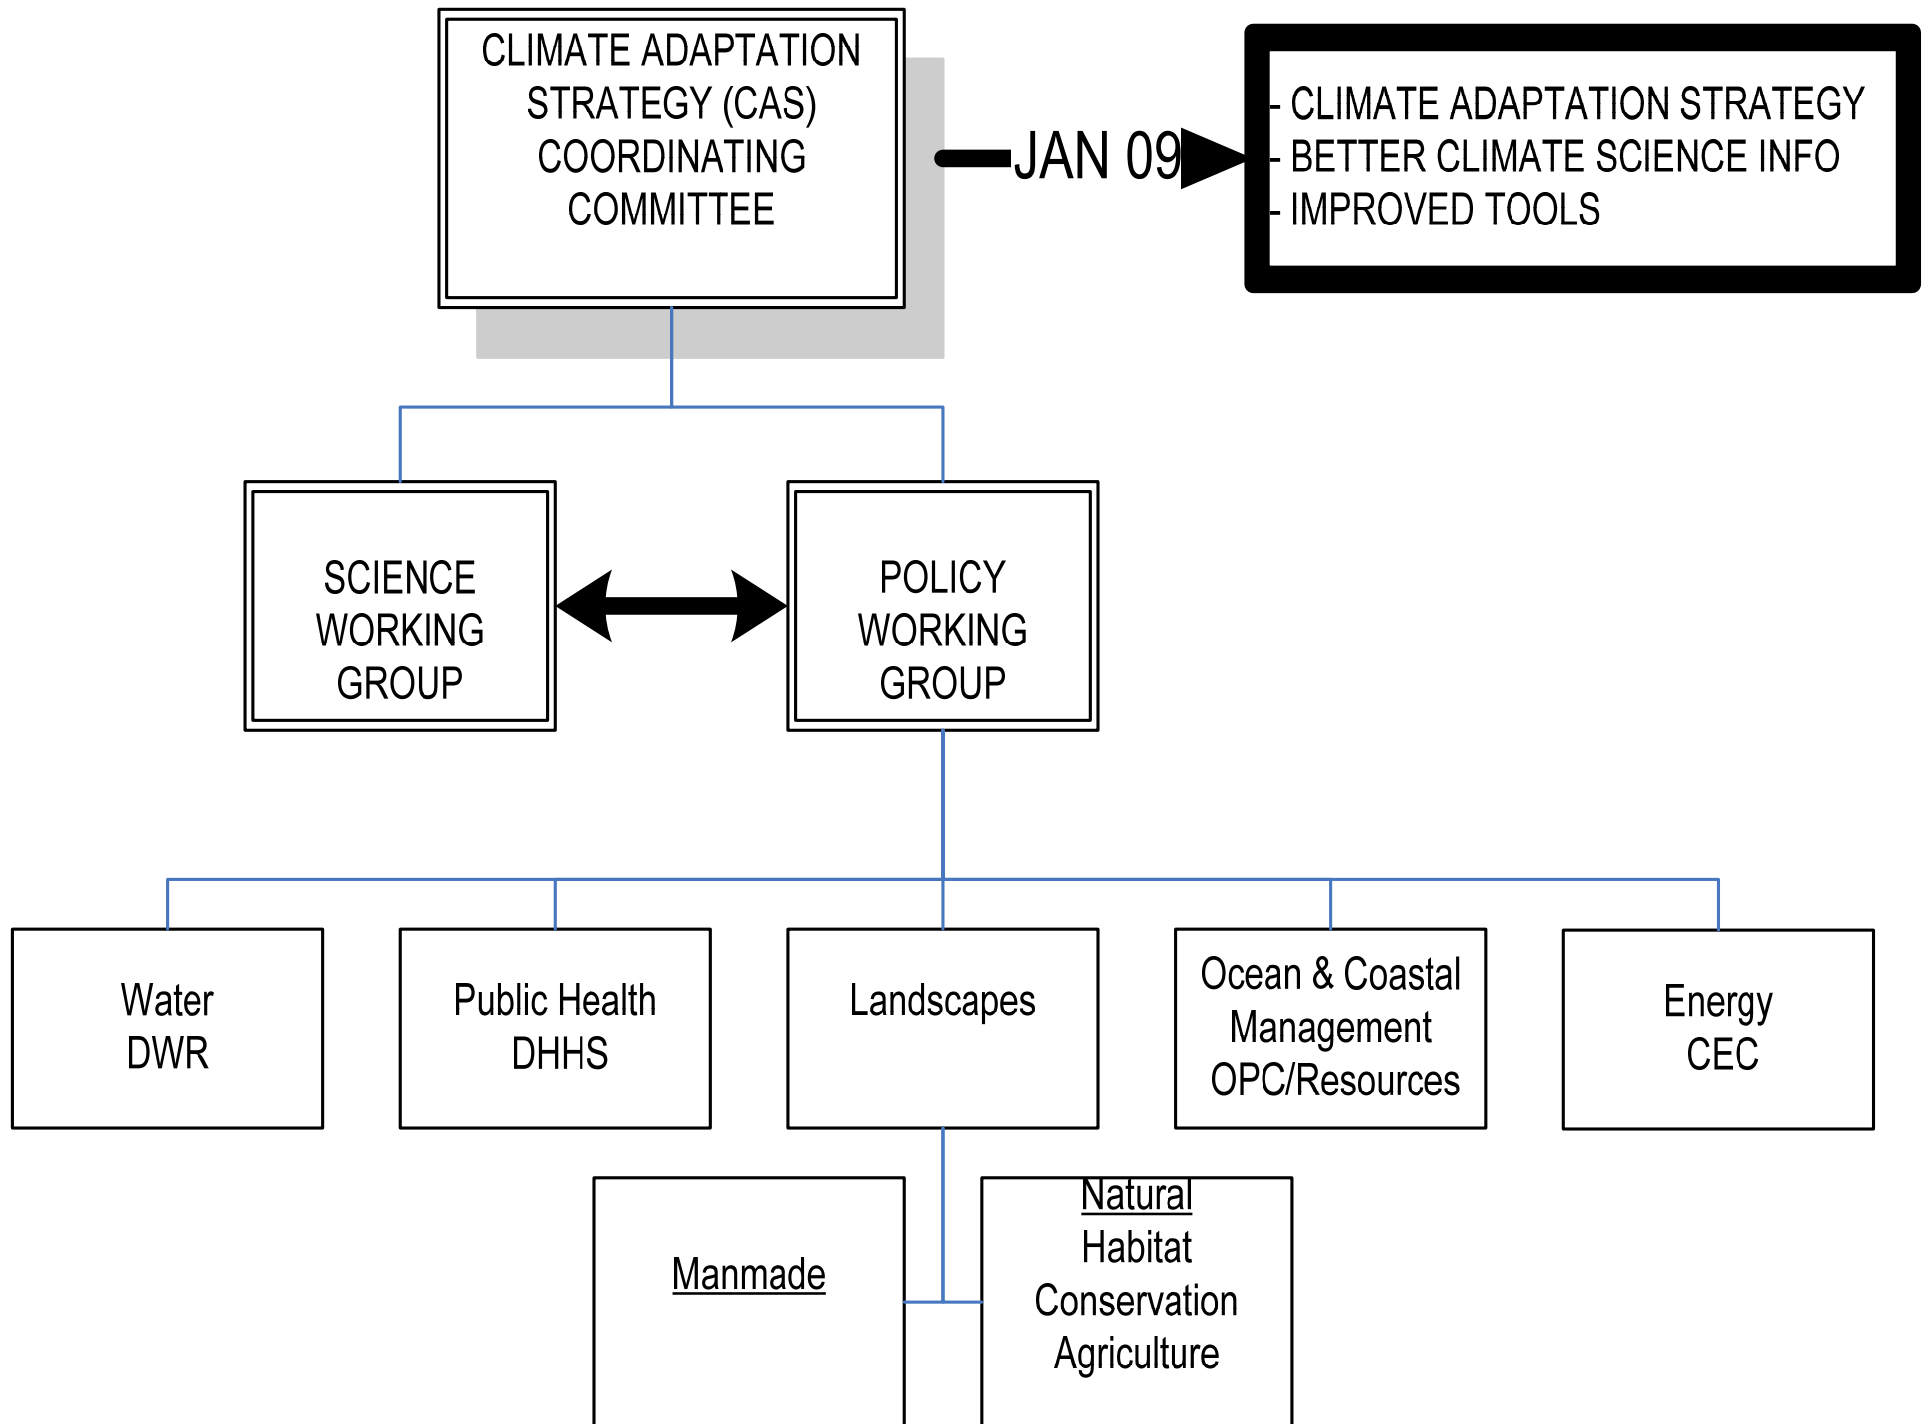 CLIMATE ADAPTATION
STRATEGY (CAS)
COORDINATING
COMMITTEE
JAN 09
- CLIMATE ADAPTATION STRATEGY
- BETTER CLIMATE SCIENCE INFO
- IMPROVED TOOLS
SCIENCE
WORKING
GROUP
POLICY
WORKING
GROUP
Water
DWR
Public Health
DHHS
Landscapes
Ocean & Coastal
Management
OPC/Resources
Energy
CEC
Manmade
Natural
Habitat
Conservation
Agriculture